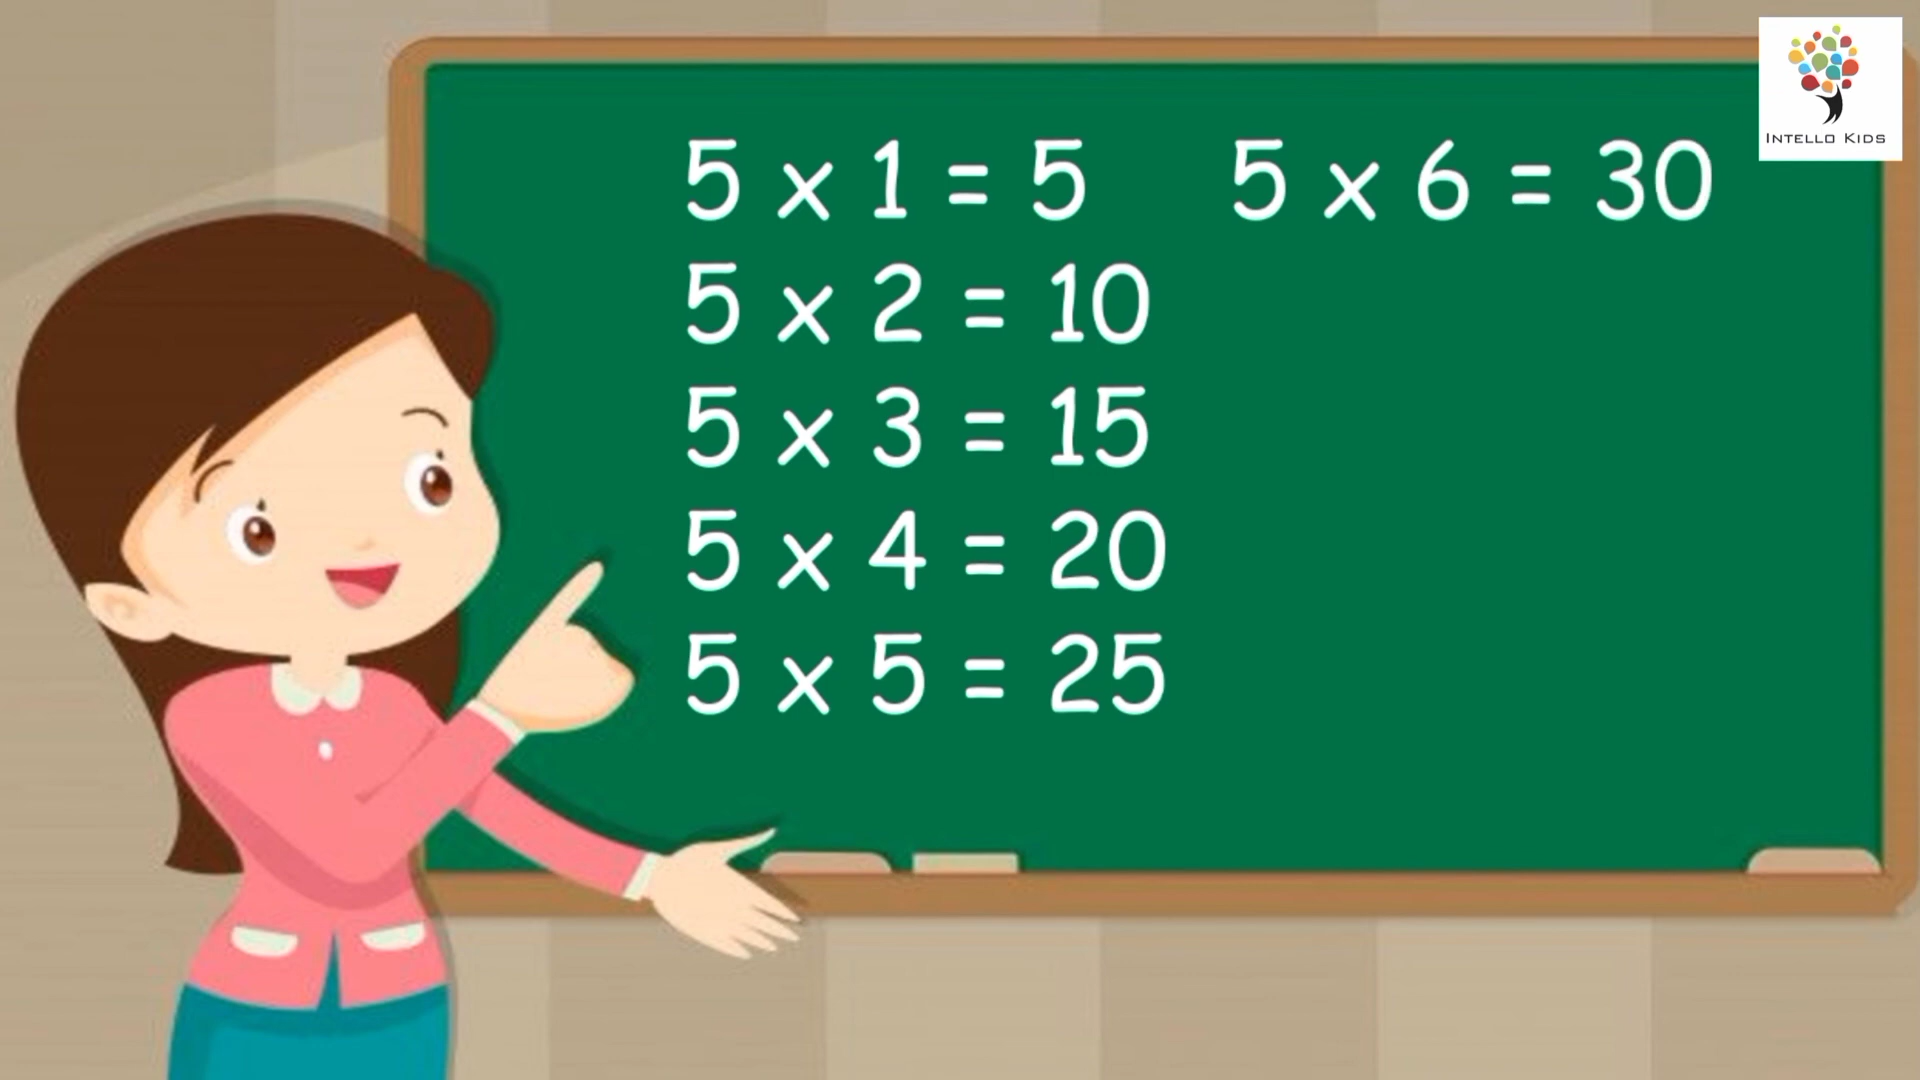 5 x 1 = 5
5 x 2 = 10
5 x 3 = 15
5 x 4 = 20
5 x 5 = 25
5 x 6 = 30
INTELLO KIDS